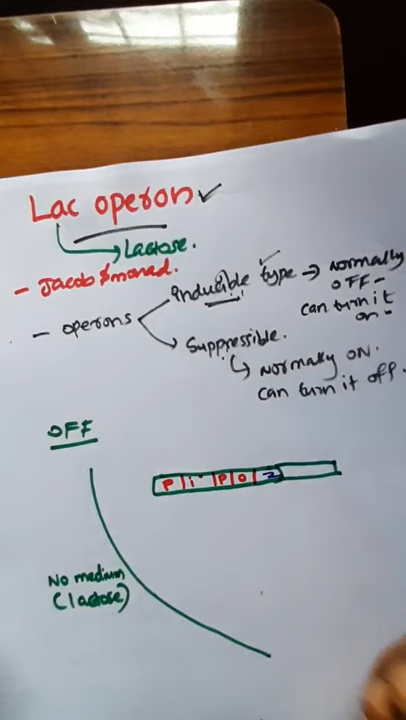 Lac operon ✓
Lactose.
- Jacob & monad.
- operons
Inducible type → normally
OFF -
can turn it
on -
Suppressible.
↳ normally ON.
can turn it off.
OFF
P i P O z
No medium
(lactose)